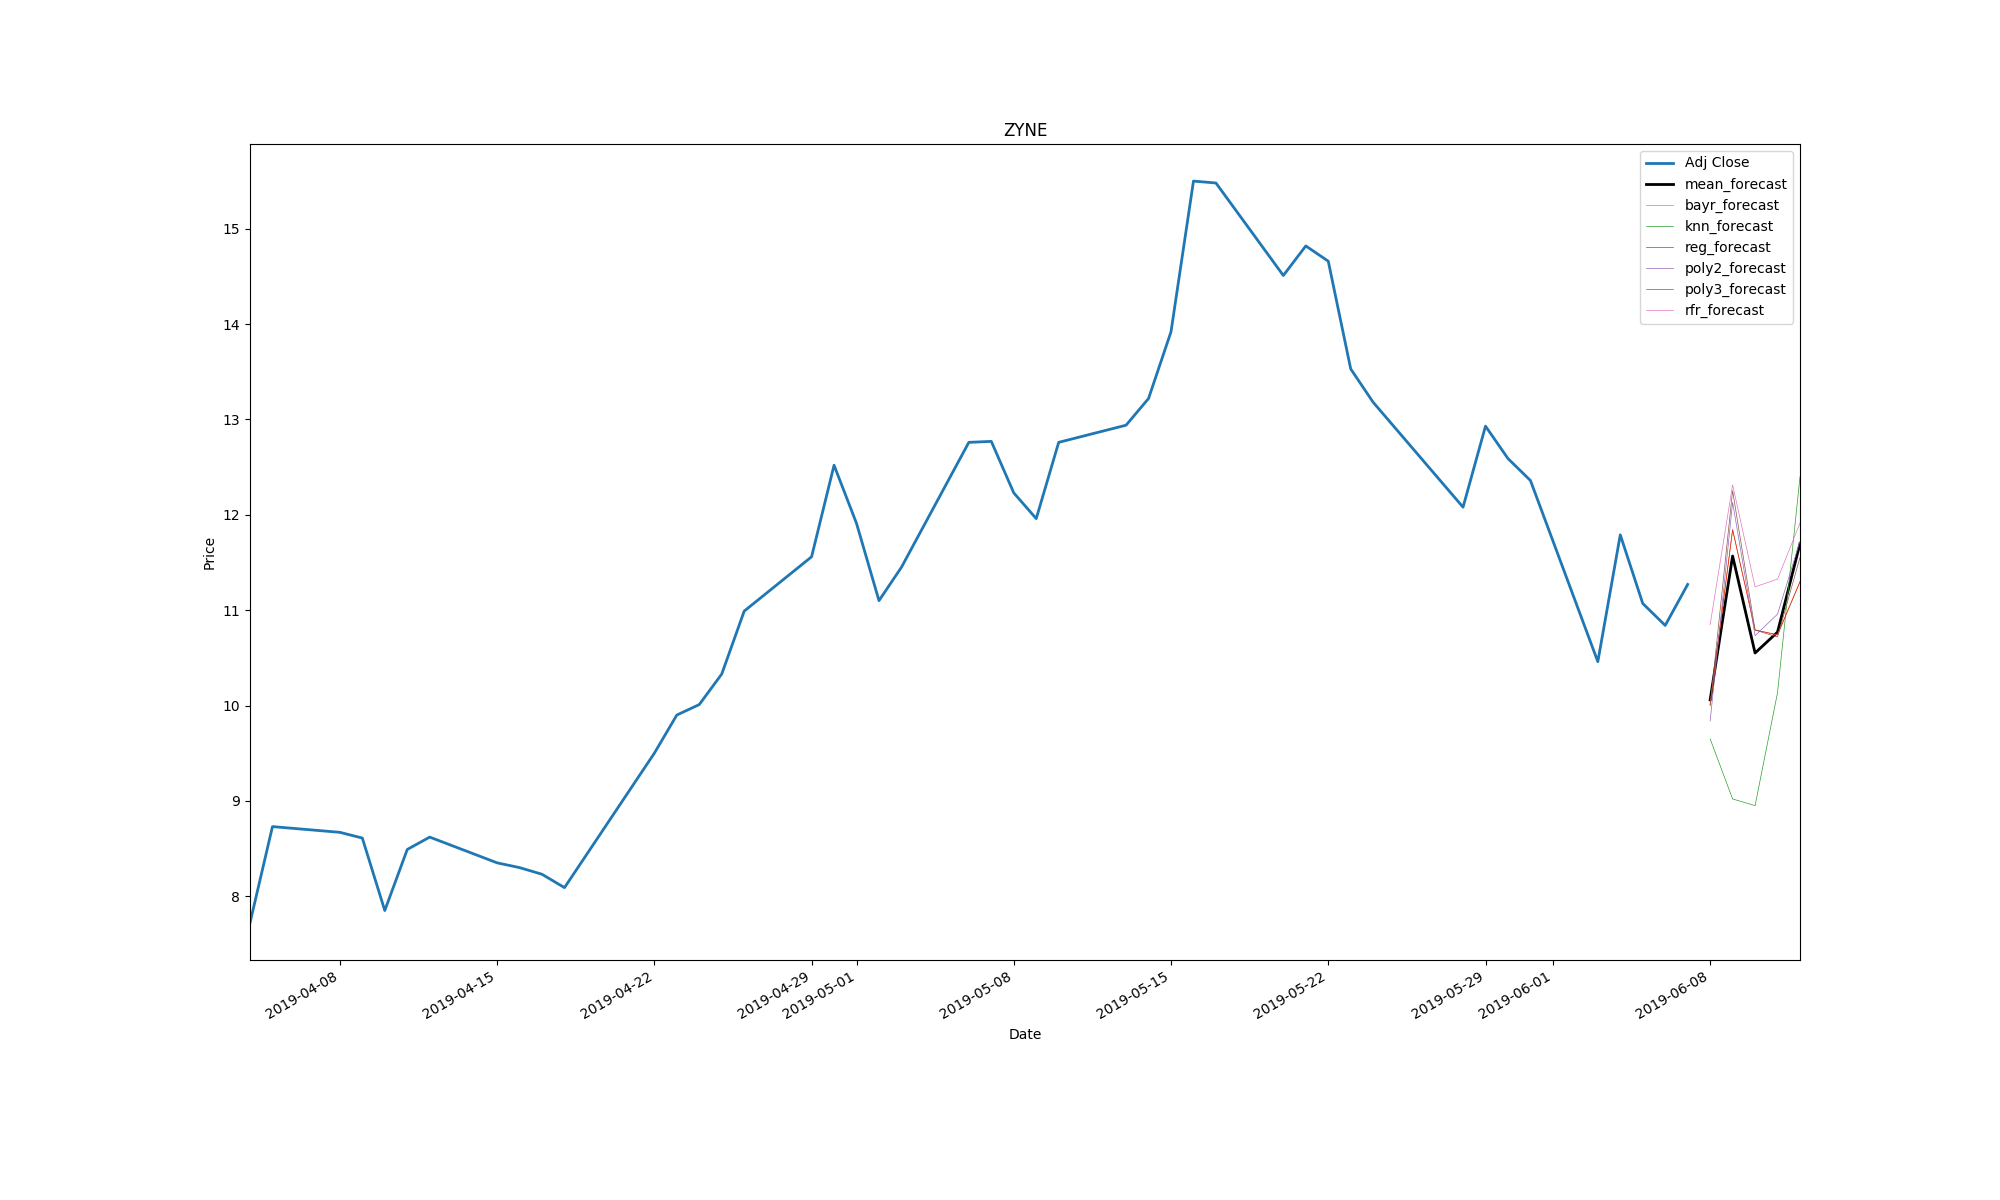 ZYNE
Adj Close
mean_forecast
bayr_forecast
knn_forecast
reg_forecast
poly2_forecast
poly3_forecast
rfr_forecast
15
14
13
12
11
10
9
8
Price
2019-04-08
2019-04-15
2019-04-22
2019-04-29
2019-05-01
2019-05-08
2019-05-15
2019-05-22
2019-05-29
2019-06-01
2019-06-08
Date